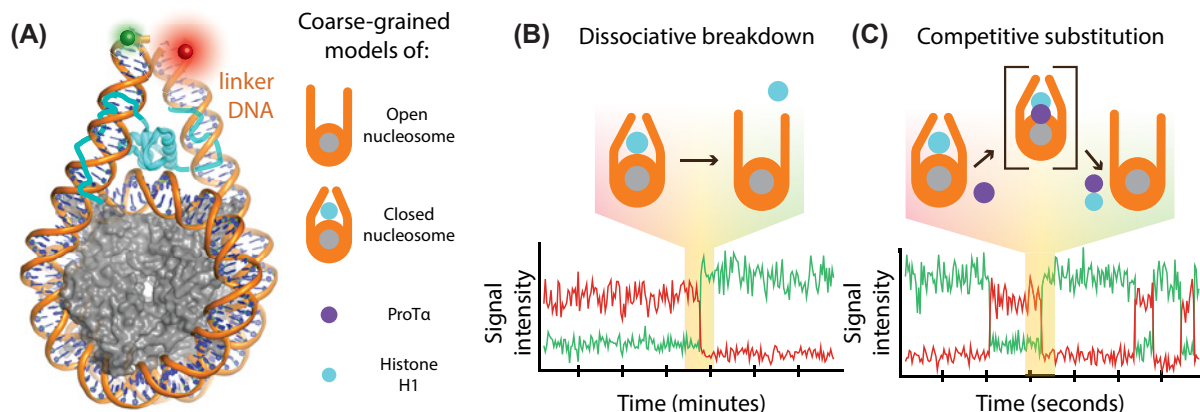 (A)
linker
DNA
Coarse-grained
models of:
Open
nucleosome
Closed
nucleosome
ProTα
Histone
H1
(B) Dissociative breakdown
Signal
intensity
Time (minutes)
(C) Competitive substitution
Signal
intensity
Time (seconds)